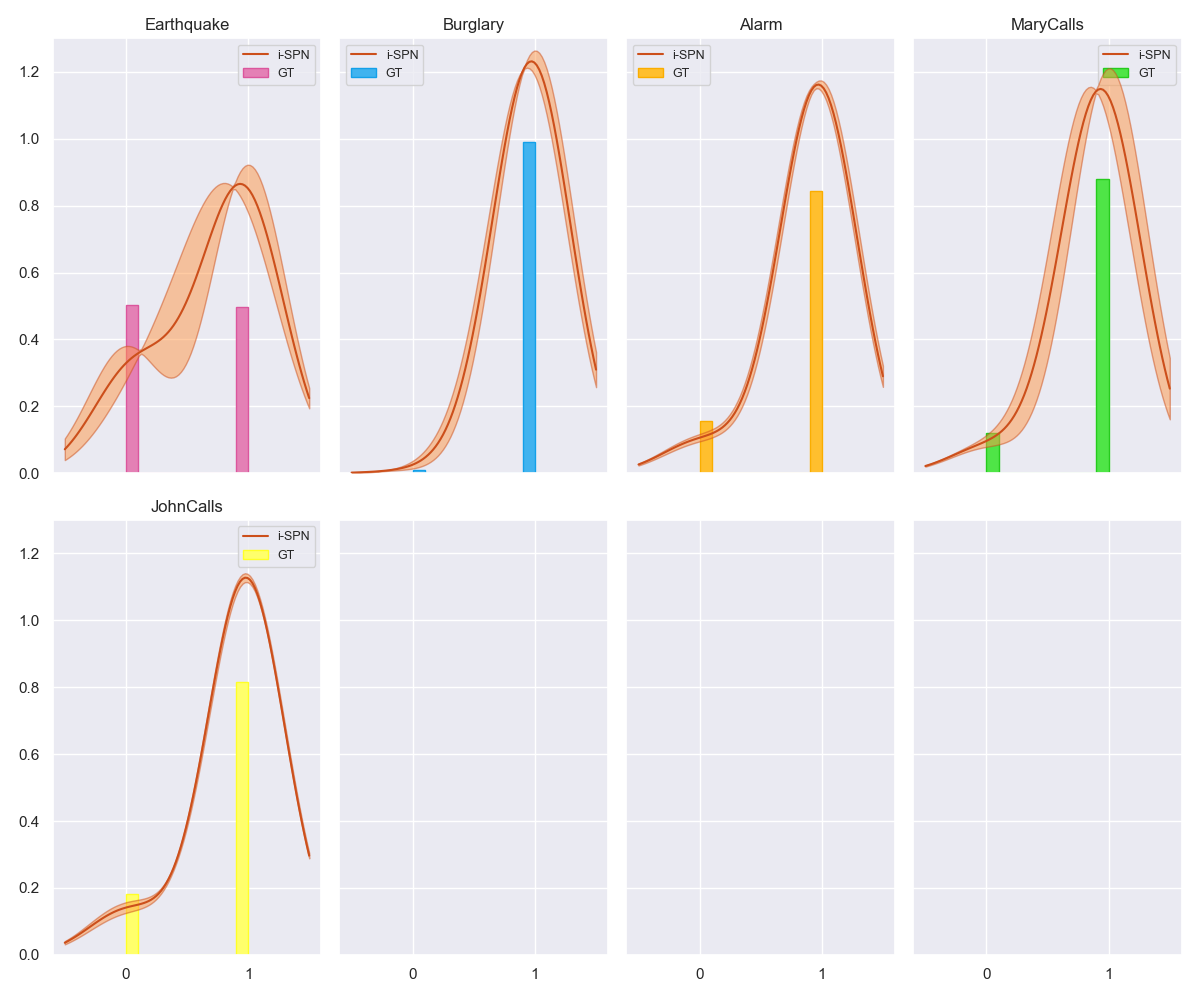 Earthquake
i-SPN
GT
Burglary
i-SPN
GT
Alarm
i-SPN
GT
MaryCalls
i-SPN
GT
1.2
1.0
0.8
0.6
0.4
0.2
0.0
JohnCalls
i-SPN
GT
1.2
1.0
0.8
0.6
0.4
0.2
0.0
0 1
0 1
0 1
0 1